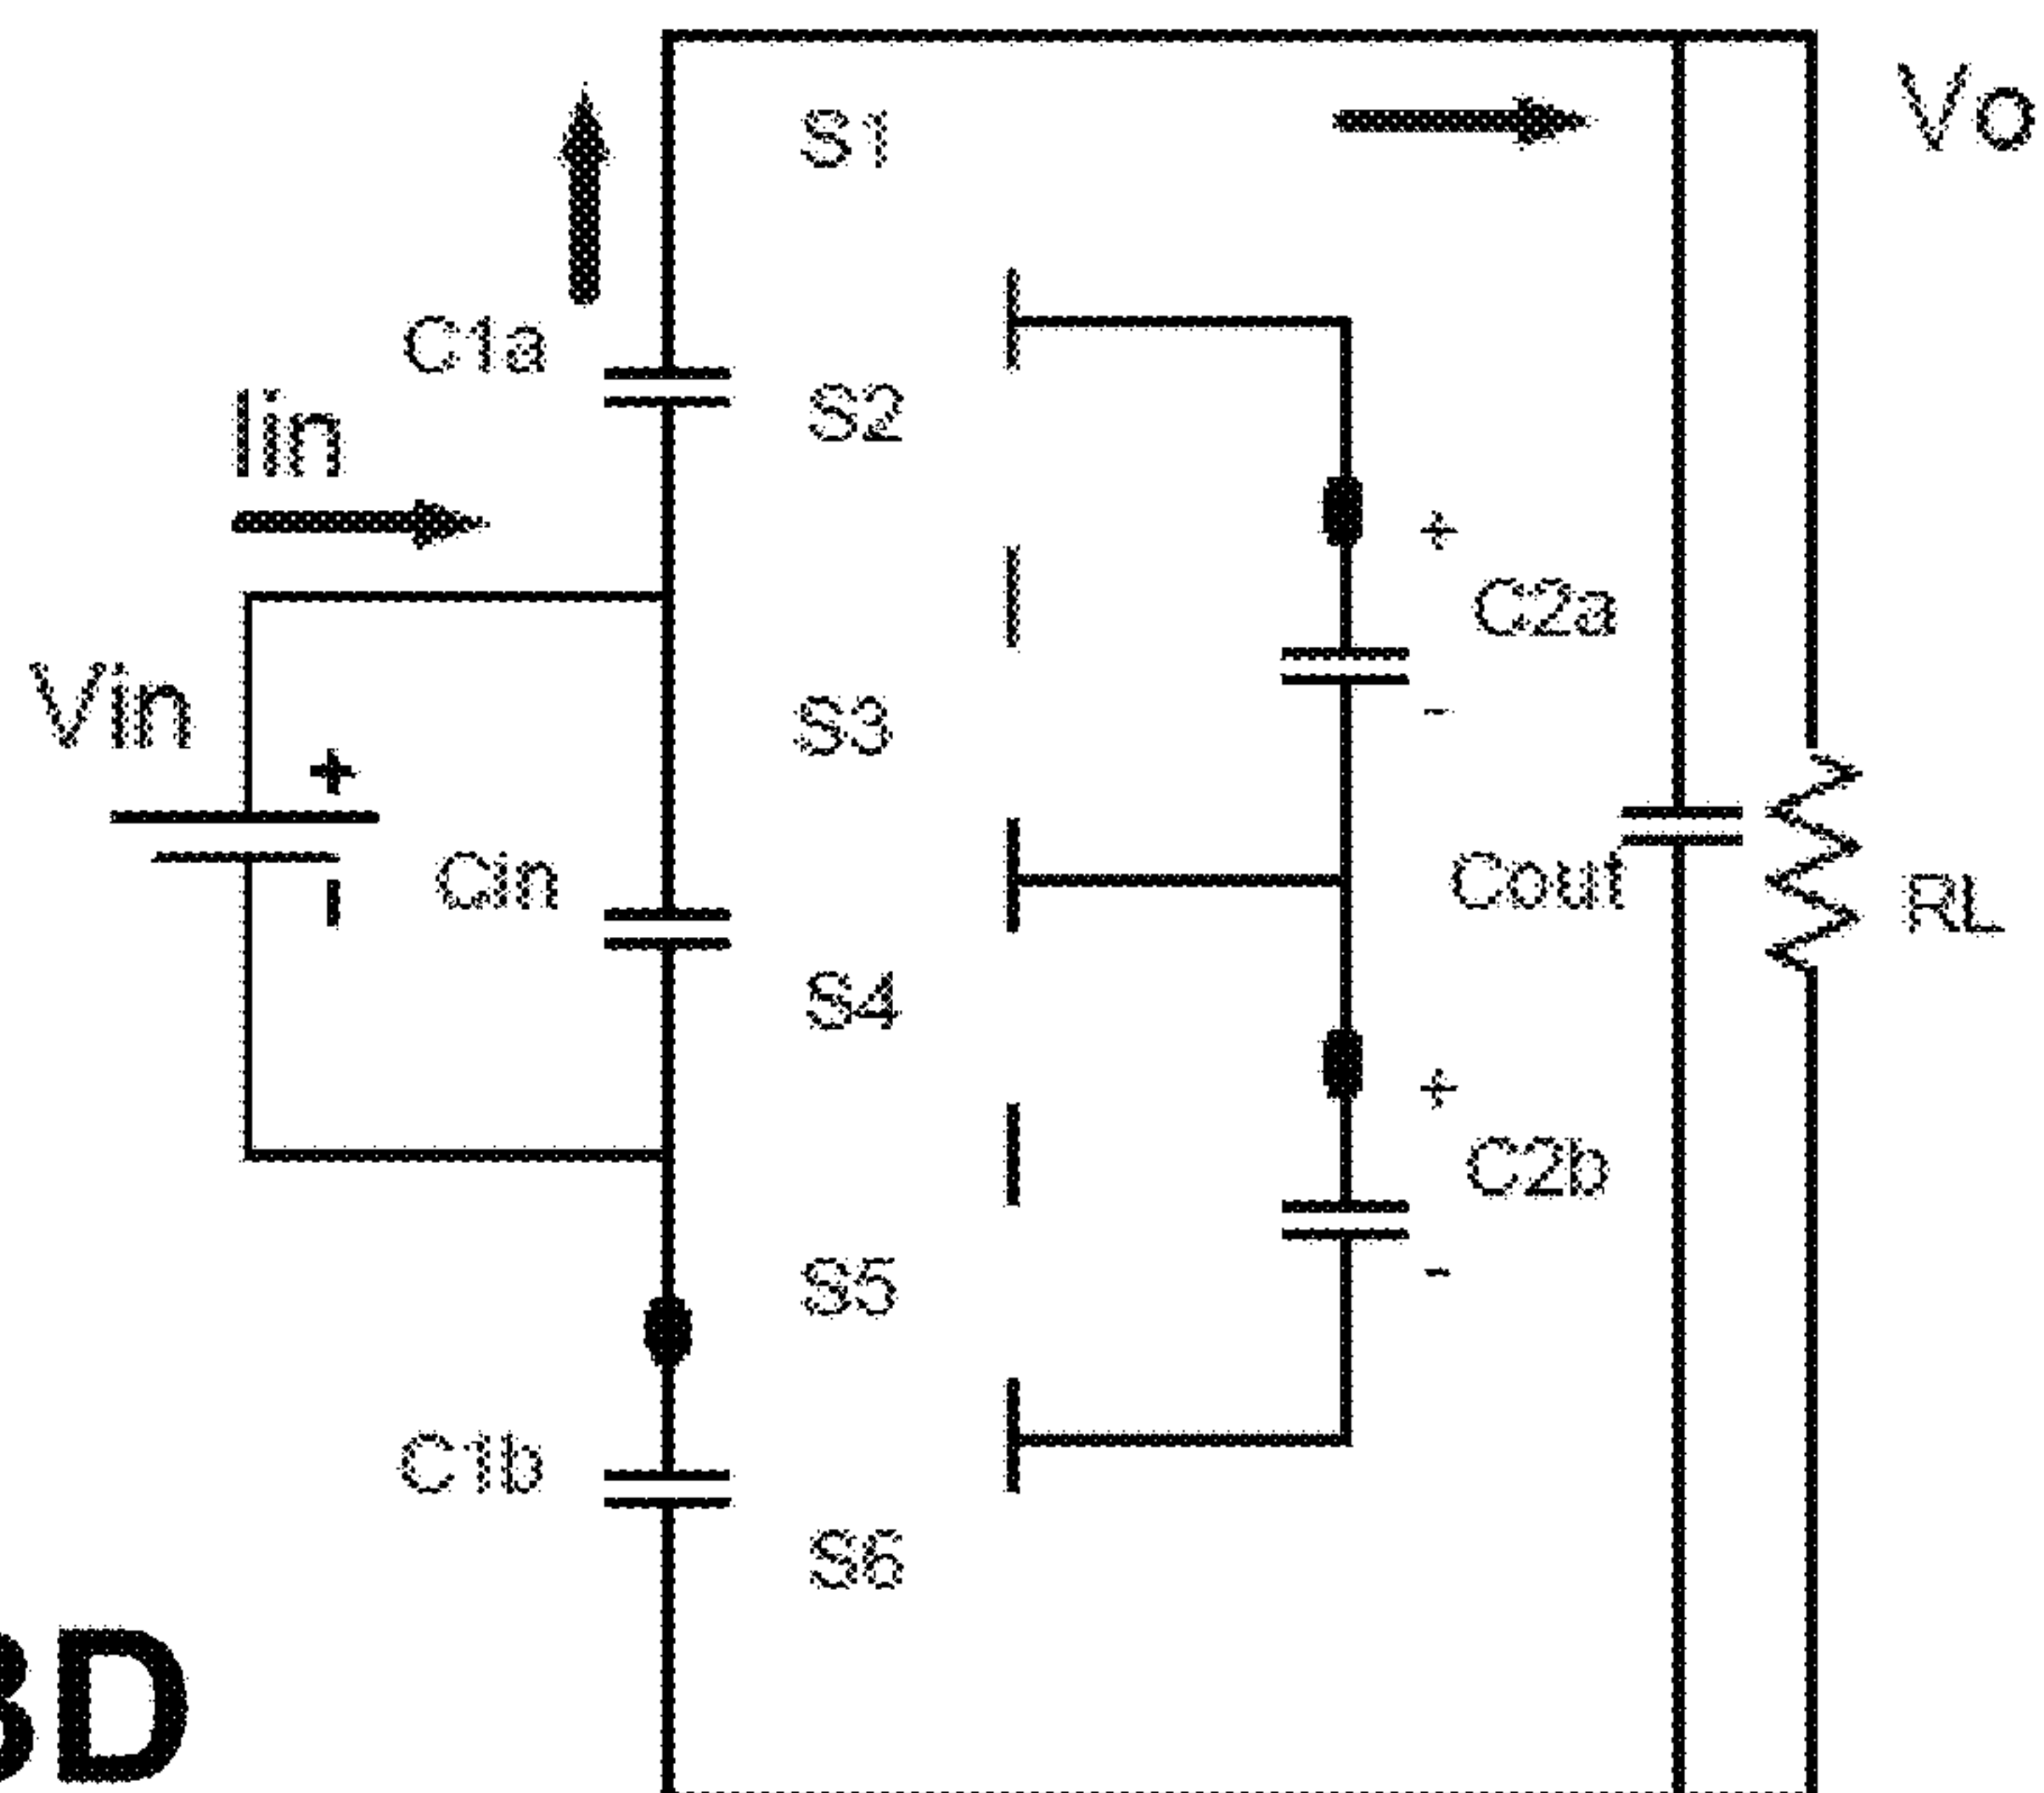 S1
Vo
C1a
S2
Iin
+
C2a
Vin
S3
-
+
Cin
Cout
RL
S4
+
C2b
S5
-
C1b
S6
3D